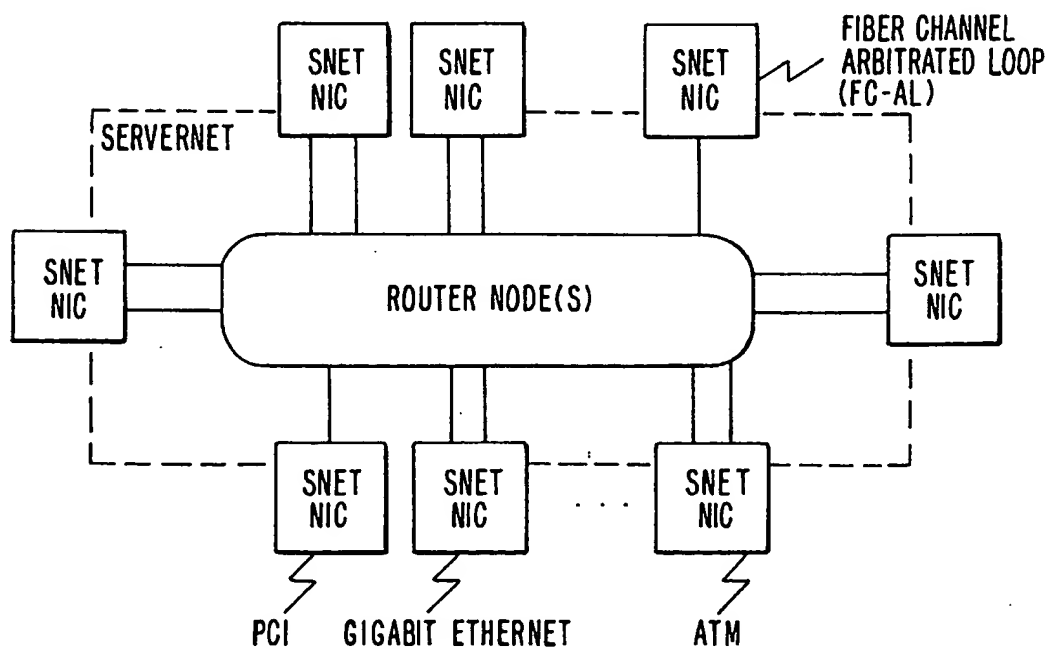 SNET
NIC
SNET
NIC
SNET
NIC
FIBER CHANNEL
ARBITRATED LOOP
(FC-AL)
SERVERNET
SNET
NIC
ROUTER NODE(S)
SNET
NIC
SNET
NIC
SNET
NIC
. . .
SNET
NIC
PCI
GIGABIT ETHERNET
ATM